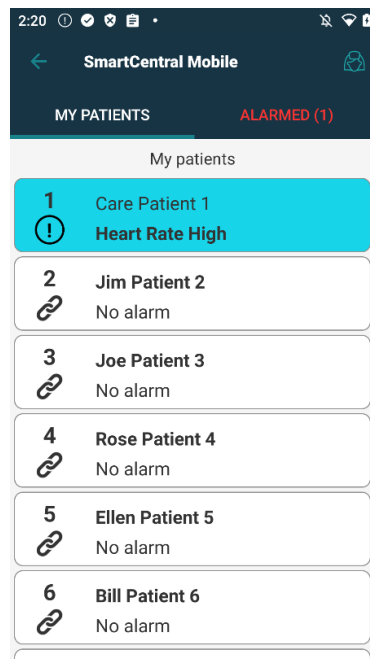 2:20
SmartCentral Mobile
MY PATIENTS
ALARMED (1)
My patients
1
Care Patient 1
Heart Rate High
2
Jim Patient 2
No alarm
3
Joe Patient 3
No alarm
4
Rose Patient 4
No alarm
5
Ellen Patient 5
No alarm
6
Bill Patient 6
No alarm